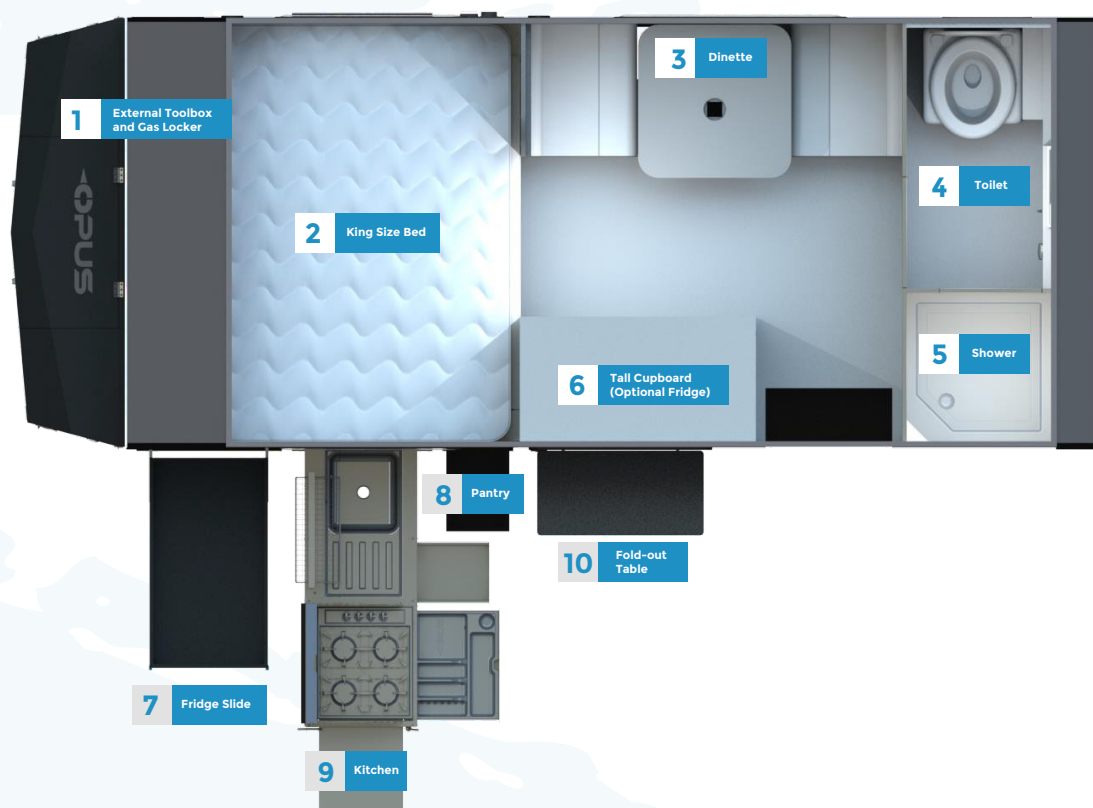 1
External Toolbox
and Gas Locker
OPUS
2
King Size Bed
3
Dinette
4
Toilet
5
Shower
6
Tall Cupboard
(Optional Fridge)
7
Fridge Slide
8
Pantry
9
Kitchen
10
Fold-out
Table